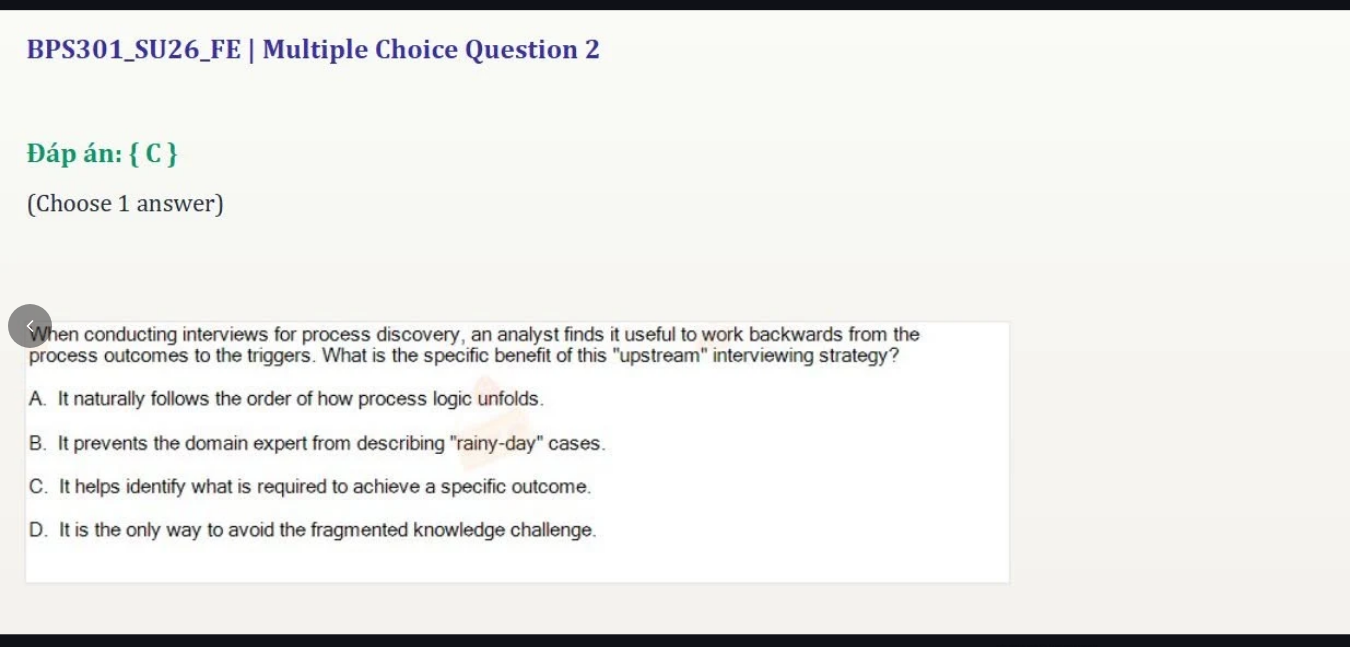 BPS301_SU26_FE | Multiple Choice Question 2
Đáp án: { C }
(Choose 1 answer)
When conducting interviews for process discovery, an analyst finds it useful to work backwards from the
process outcomes to the triggers. What is the specific benefit of this "upstream" interviewing strategy?
A. It naturally follows the order of how process logic unfolds.
B. It prevents the domain expert from describing "rainy-day" cases.
C. It helps identify what is required to achieve a specific outcome.
D. It is the only way to avoid the fragmented knowledge challenge.